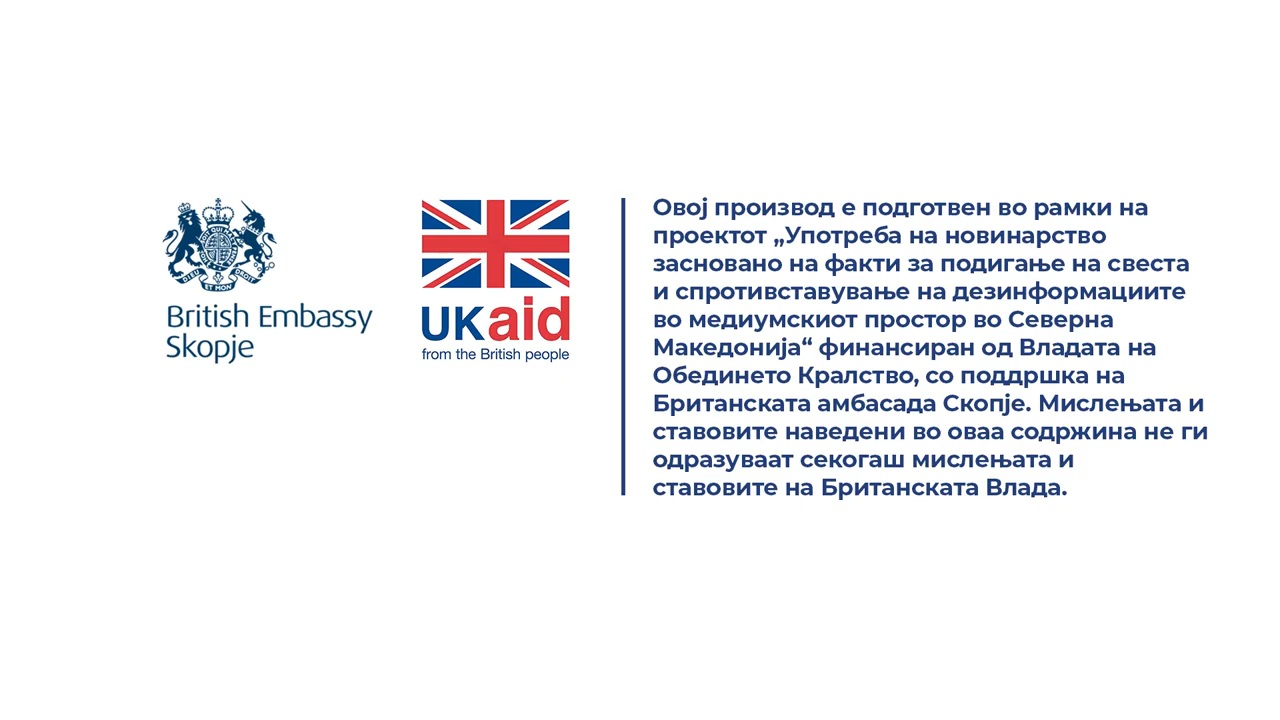 British Embassy
Skopje
UKaid
from the British people
Овој производ е подготвен во рамки на
проектот „Употреба на новинарство
засновано на факти за подигање на свеста
и спротивставување на дезинформациите
во медиумскиот простор во Северна
Македонија“ финансиран од Владата на
Обединето Кралство, со поддршка на
Британската амбасада Скопје. Мислењата и
ставовите наведени во оваа содржина не ги
одразуваат секогаш мислењата и
ставовите на Британската Влада.